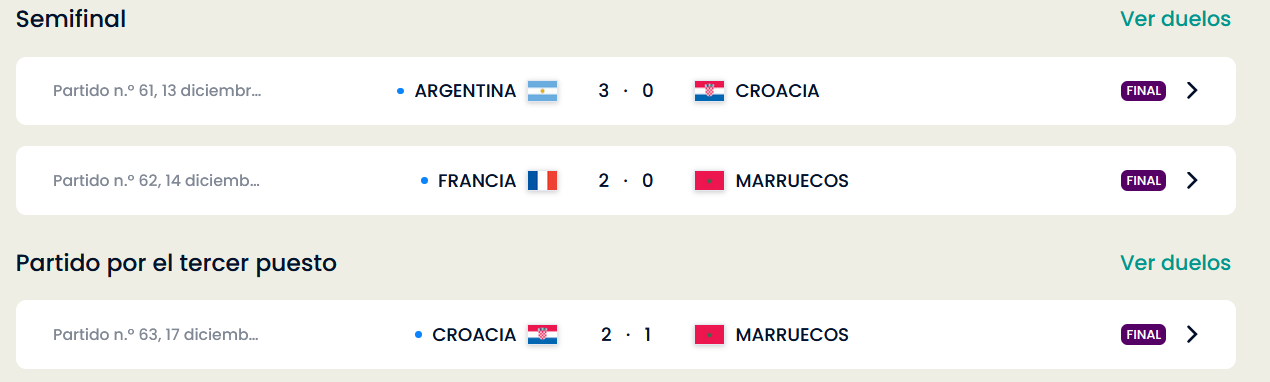 Semifinal Ver duelos
Partido n.º 61, 13 diciembr... ARGENTINA 3 · 0 CROACIA FINAL
Partido n.º 62, 14 diciemb... FRANCIA 2 · 0 MARRUECOS FINAL
Partido por el tercer puesto Ver duelos
Partido n.º 63, 17 diciemb... CROACIA 2 · 1 MARRUECOS FINAL